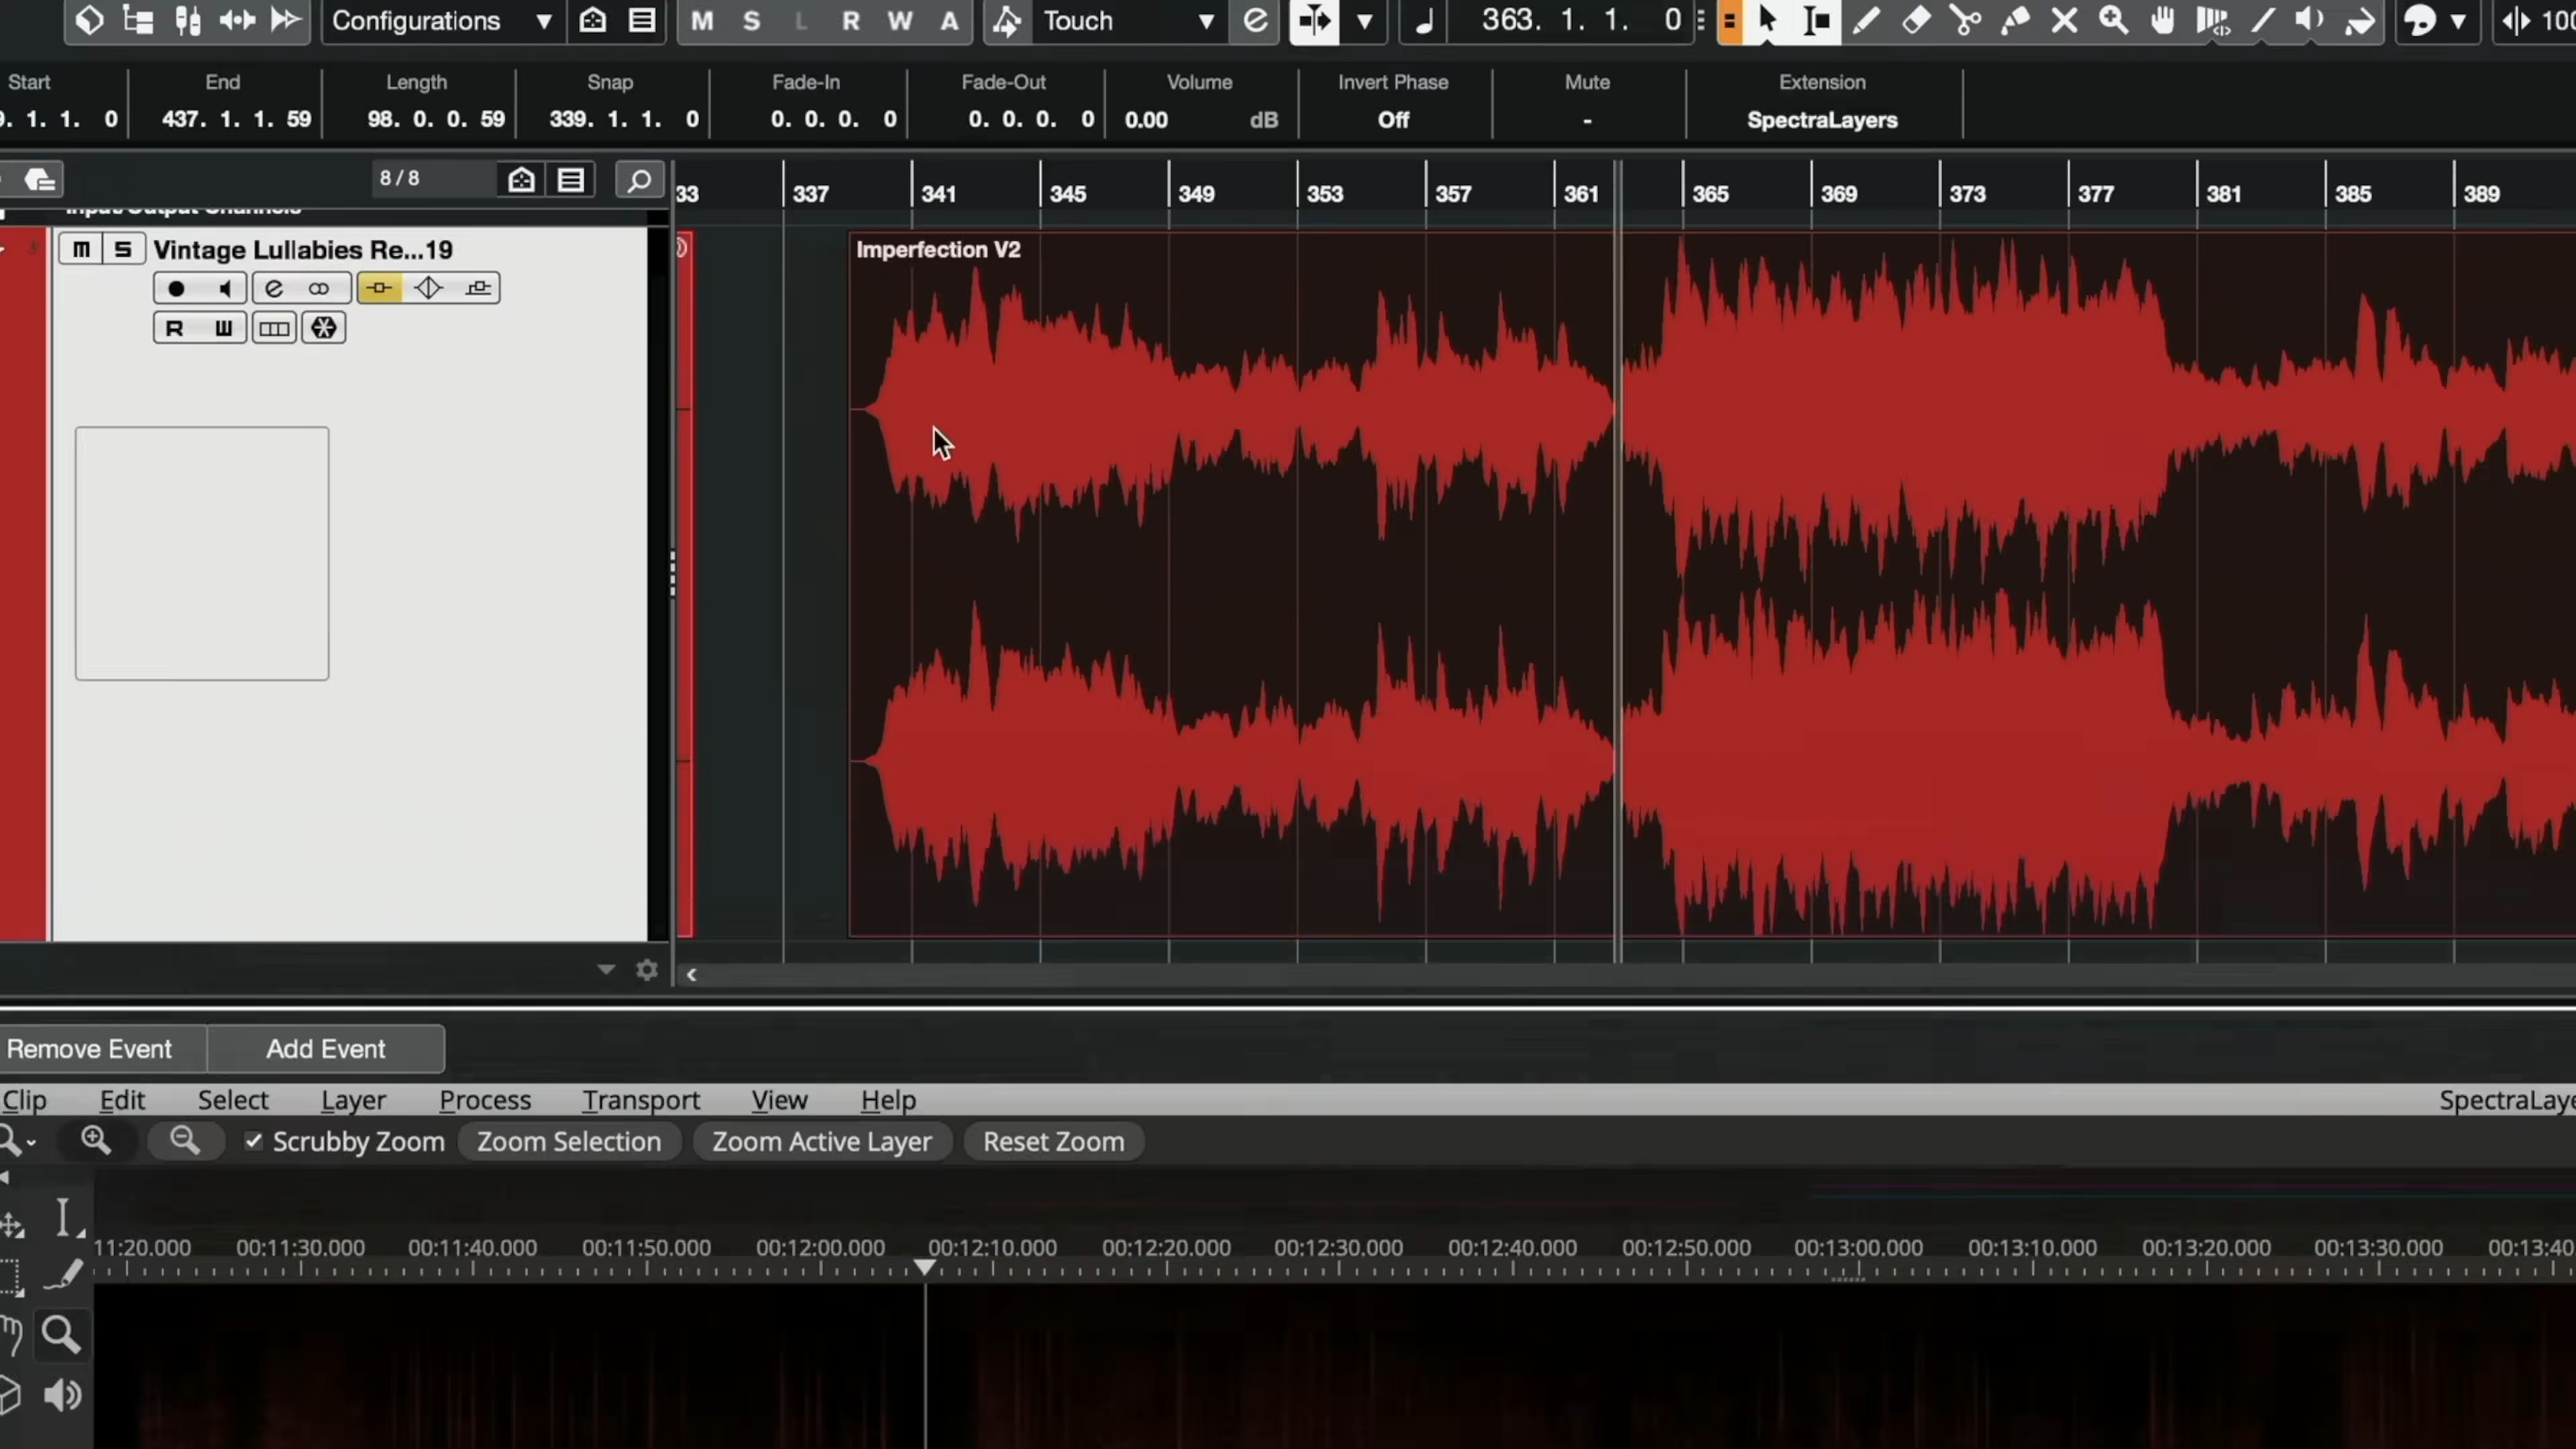 Configurations M S L R W A Touch 363. 1. 1. 0
Start End Length Snap Fade-In Fade-Out Volume Invert Phase Mute Extension
1. 1. 0 437. 1. 1. 59 98. 0. 0. 59 339. 1. 1. 0 0. 0. 0. 0 0. 0. 0. 0 0.00 dB Off - SpectraLayers
8 / 8
33 337 341 345 349 353 357 361 365 369 373 377 381 385 389
Input/Output Channels
m S Vintage Lullabies Re...19
Imperfection V2
e
R W
Remove Event Add Event
Clip Edit Select Layer Process Transport View Help SpectraLaye
Scrubby Zoom Zoom Selection Zoom Active Layer Reset Zoom
11:20.000 00:11:30.000 00:11:40.000 00:11:50.000 00:12:00.000 00:12:10.000 00:12:20.000 00:12:30.000 00:12:40.000 00:12:50.000 00:13:00.000 00:13:10.000 00:13:20.000 00:13:30.000 00:13:40